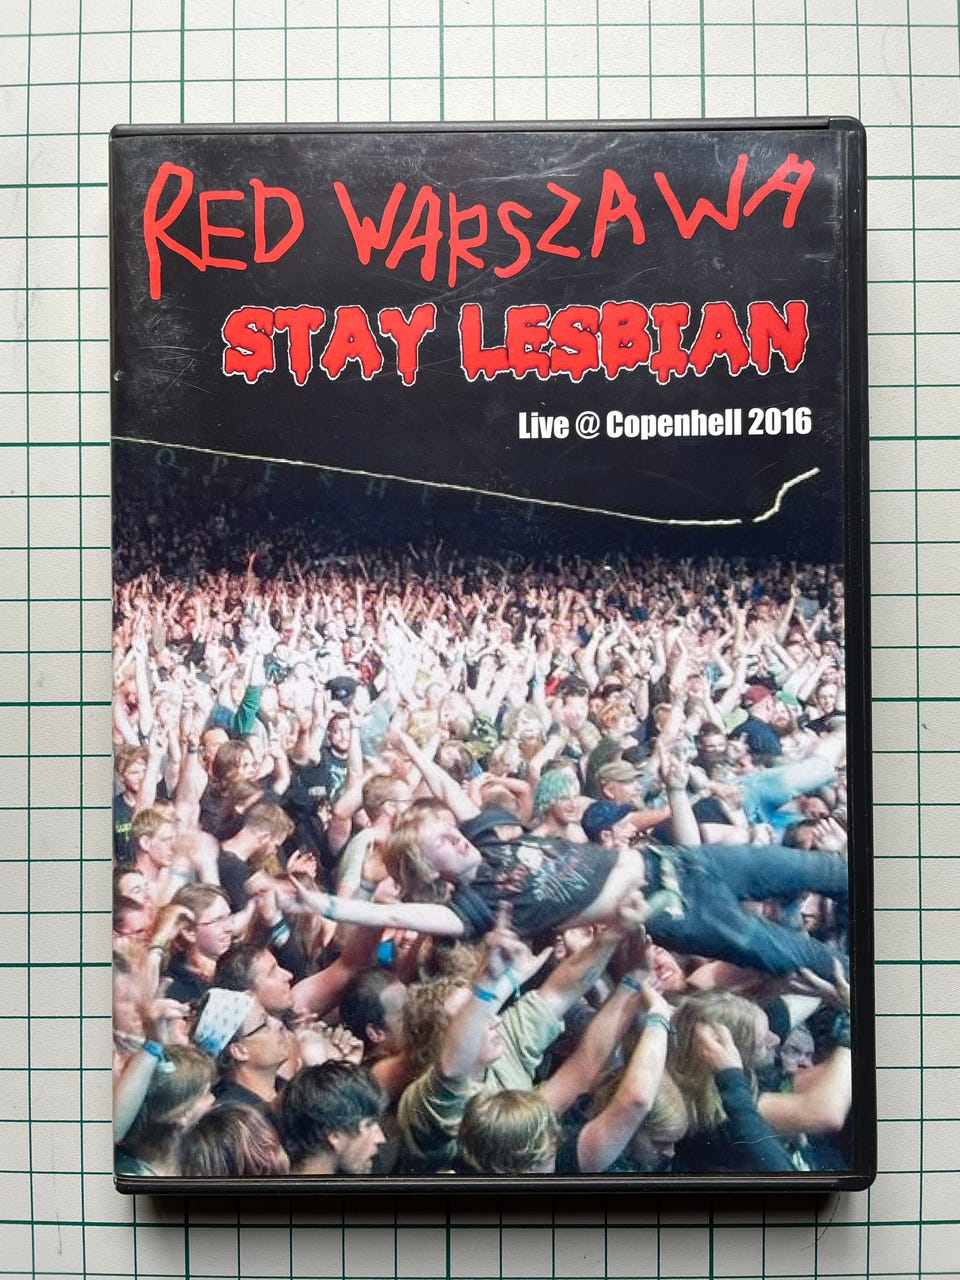 RED WARSZAWA
STAY LESBIAN
Live @ Copenhell 2016